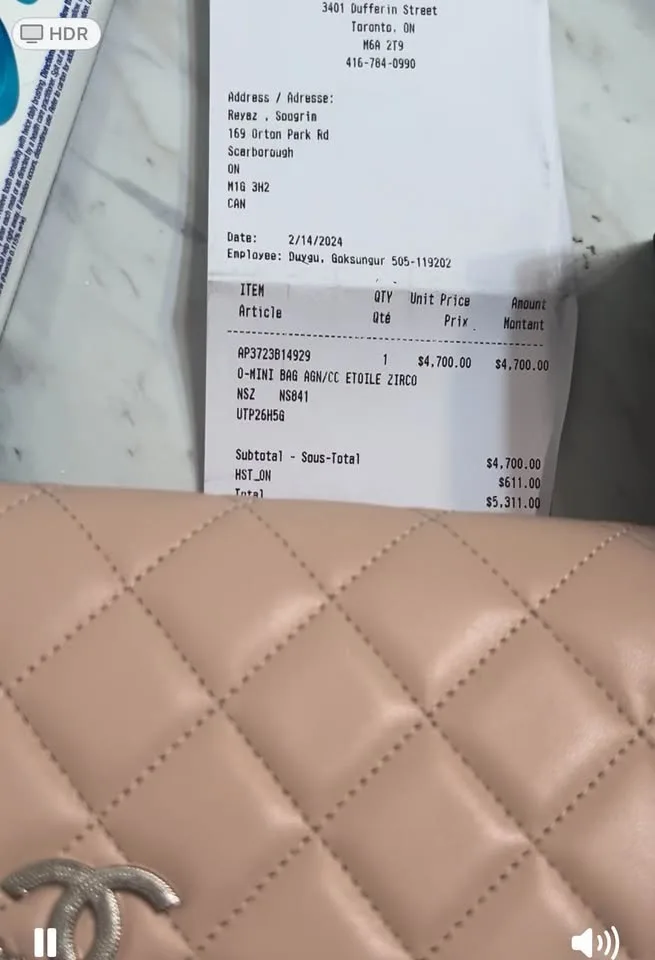 HDR
3401 Dufferin Street
Toronto, ON
M6A 2T9
416-784-0990
Address / Adresse:
Reyaz , Soogrin
169 Orton Park Rd
Scarborough
ON
M1G 3H2
CAN
Date: 2/14/2024
Employee: Duygu, Goksungur 505-119202
ITEM QTY Unit Price Amount
Article Qté Prix Montant
AP3723B14929 1 $4,700.00 $4,700.00
O-MINI BAG AGN/CC ETOILE ZIRCO
NSZ NS841
UTP26H5G
Subtotal - Sous-Total $4,700.00
HST_ON $611.00
Total $5,311.00